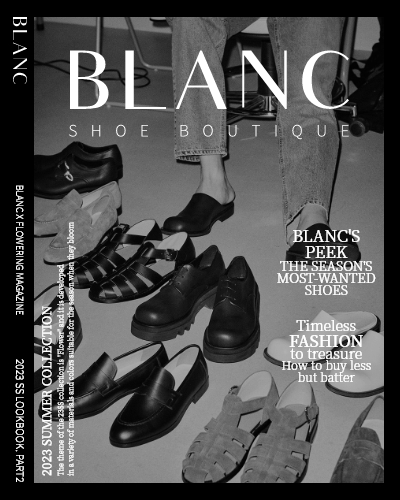 BLANC
BLANC X FLOWERING MAGAZINE
2023 SS LOOKBOOK. PART2
BLANC
SHOE BOUTIQUE
2023 SUMMER COLLECTION
The theme of the 23SS collection is 'Flower' and it is developed
in a variety of materials and colors suitable for the season when they bloom
BLANC'S
PEEK
THE SEASON'S
MOST-WANTED
SHOES
Timeless
FASHION
to treasure
How to buy less
but batter